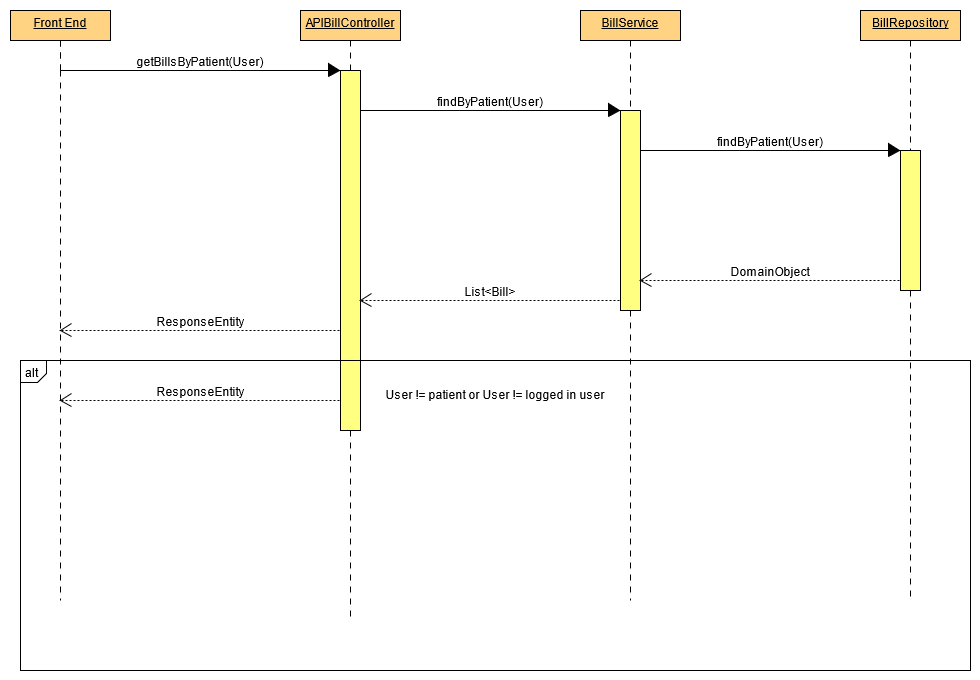 Front End
APIBillController
BillService
BillRepository
getBillsByPatient(User)
findByPatient(User)
findByPatient(User)
DomainObject
List<Bill>
ResponseEntity
alt
ResponseEntity
User != patient or User != logged in user